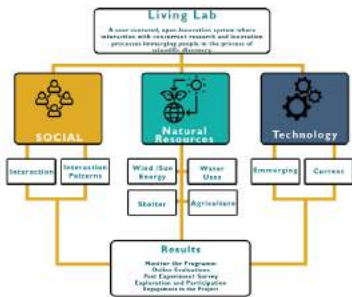 Living Lab
A user centered, open-innovation system where
interaction with concurrent research and innovation
processes immerging people in the process of
scientific discovery.
SOCIAL
Natural
Resources
Technology
Interaction
Interaction
Patterns
Wind /Sun
Energy
Water
Uses
Shelter
Agriculture
Emmerging
Current
Results
Monitor the Programme
Online Evaluations
Post Experiment Survey
Exploration and Participation
Engagement to the Project